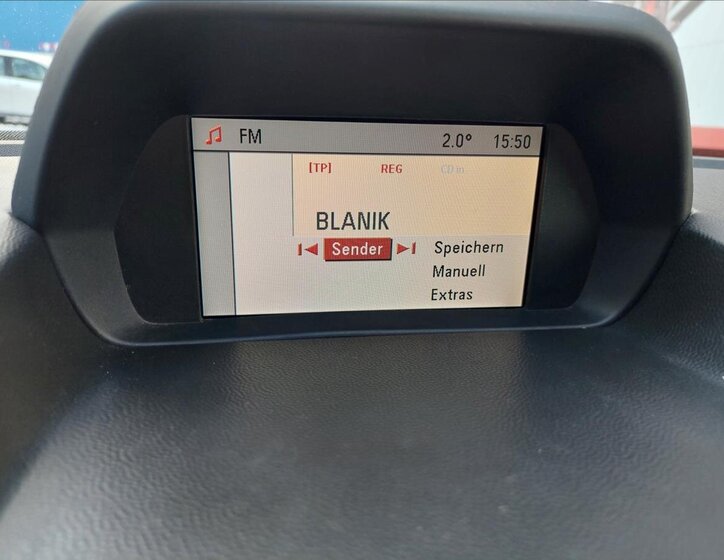 FM 2.0° 15:50
[TP] REG CD in
BLANIK
Sender Speichern
Manuell
Extras